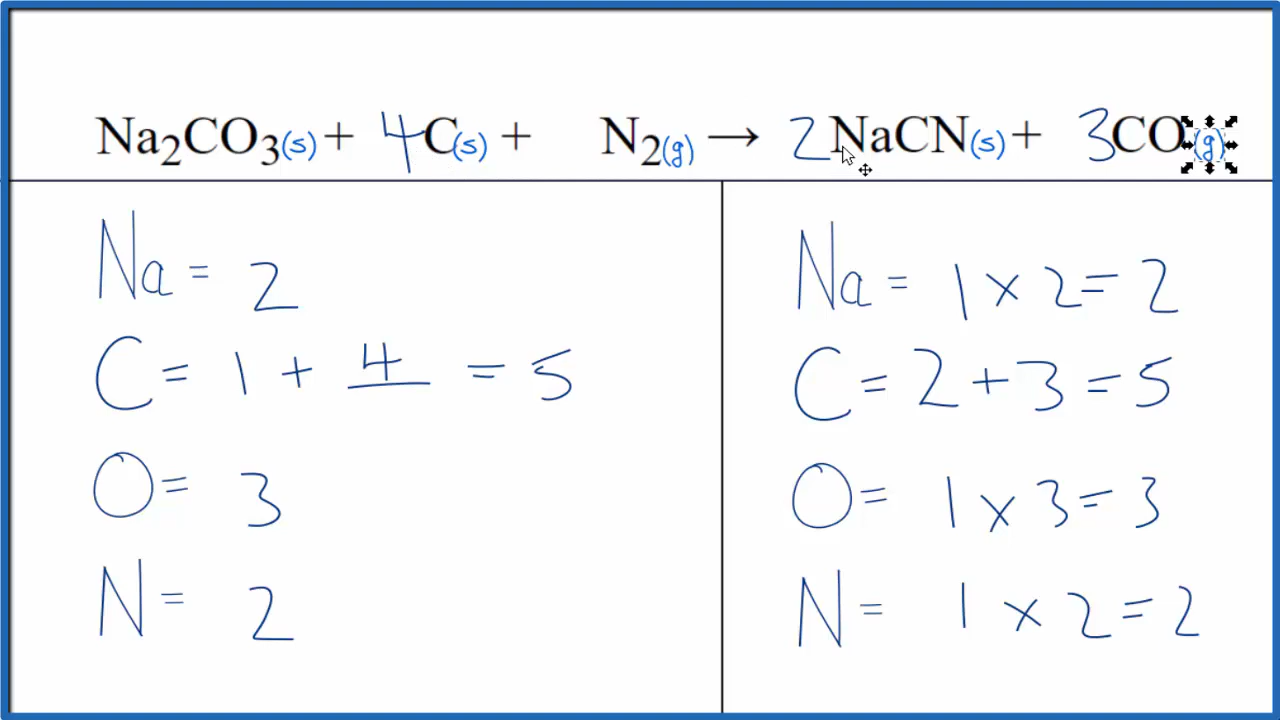 Na2CO3(s) + 4C(s) + N2(g) → 2NaCN(s) + 3CO(g)
Na = 2
C = 1 + 4 = 5
O = 3
N = 2
Na = 1 x 2 = 2
C = 2 + 3 = 5
O = 1 x 3 = 3
N = 1 x 2 = 2